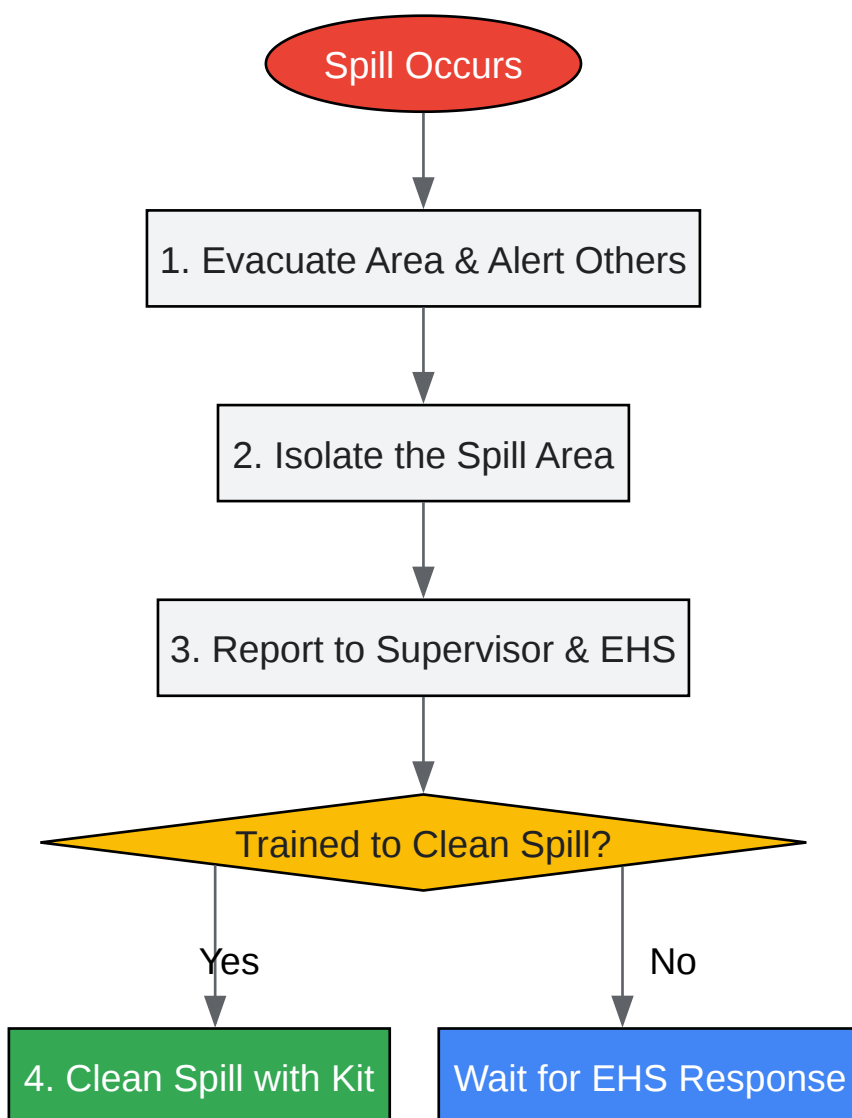 Spill Occurs
1. Evacuate Area & Alert Others
2. Isolate the Spill Area
3. Report to Supervisor & EHS
Trained to Clean Spill?
Yes
No
4. Clean Spill with Kit
Wait for EHS Response